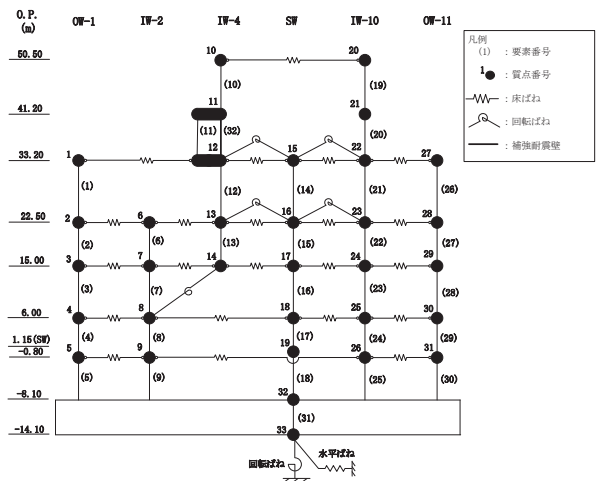 O.P.
(m)
OW-1 IW-2 IW-4 SW IW-10 OW-11
凡例
(1) : 要素番号
1 : 質点番号
: 床ばね
: 回転ばね
: 補強耐震壁
50.50 10 20
(10) (19)
41.20 11 21
(11) (32) (20)
33.20 1 12 15 22 27
(1) (12) (14) (21) (26)
22.50 2 6 13 16 23 28
(2) (6) (13) (15) (22) (27)
15.00 3 7 14 17 24 29
(3) (7) (16) (23) (28)
6.00 4 8 18 25 30
(4) (8) (17) (24) (29)
1.15(SW) 19
-0.80 5 9 26 31
(5) (9) (18) (25) (30)
-8.10 32
(31)
-14.10 33
水平ばね
回転ばね